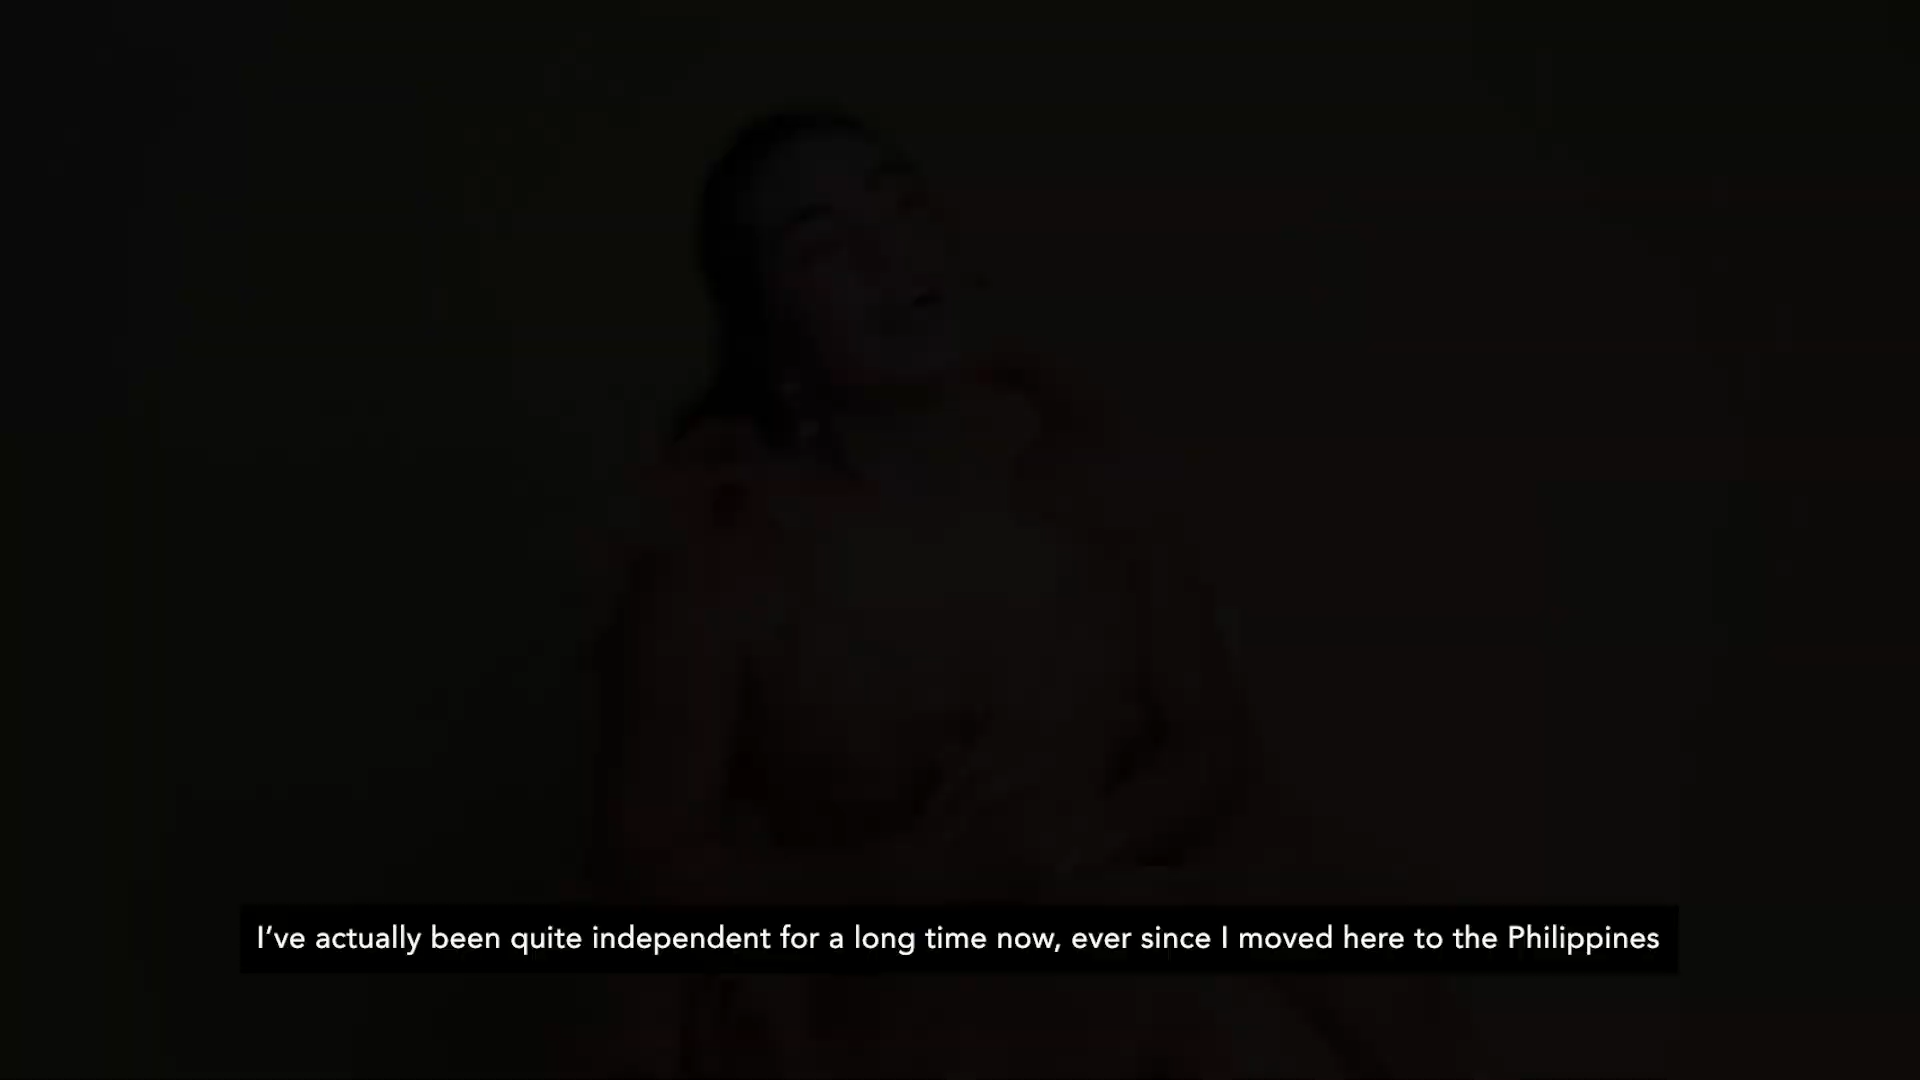 I’ve actually been quite independent for a long time now, ever since I moved here to the Philippines